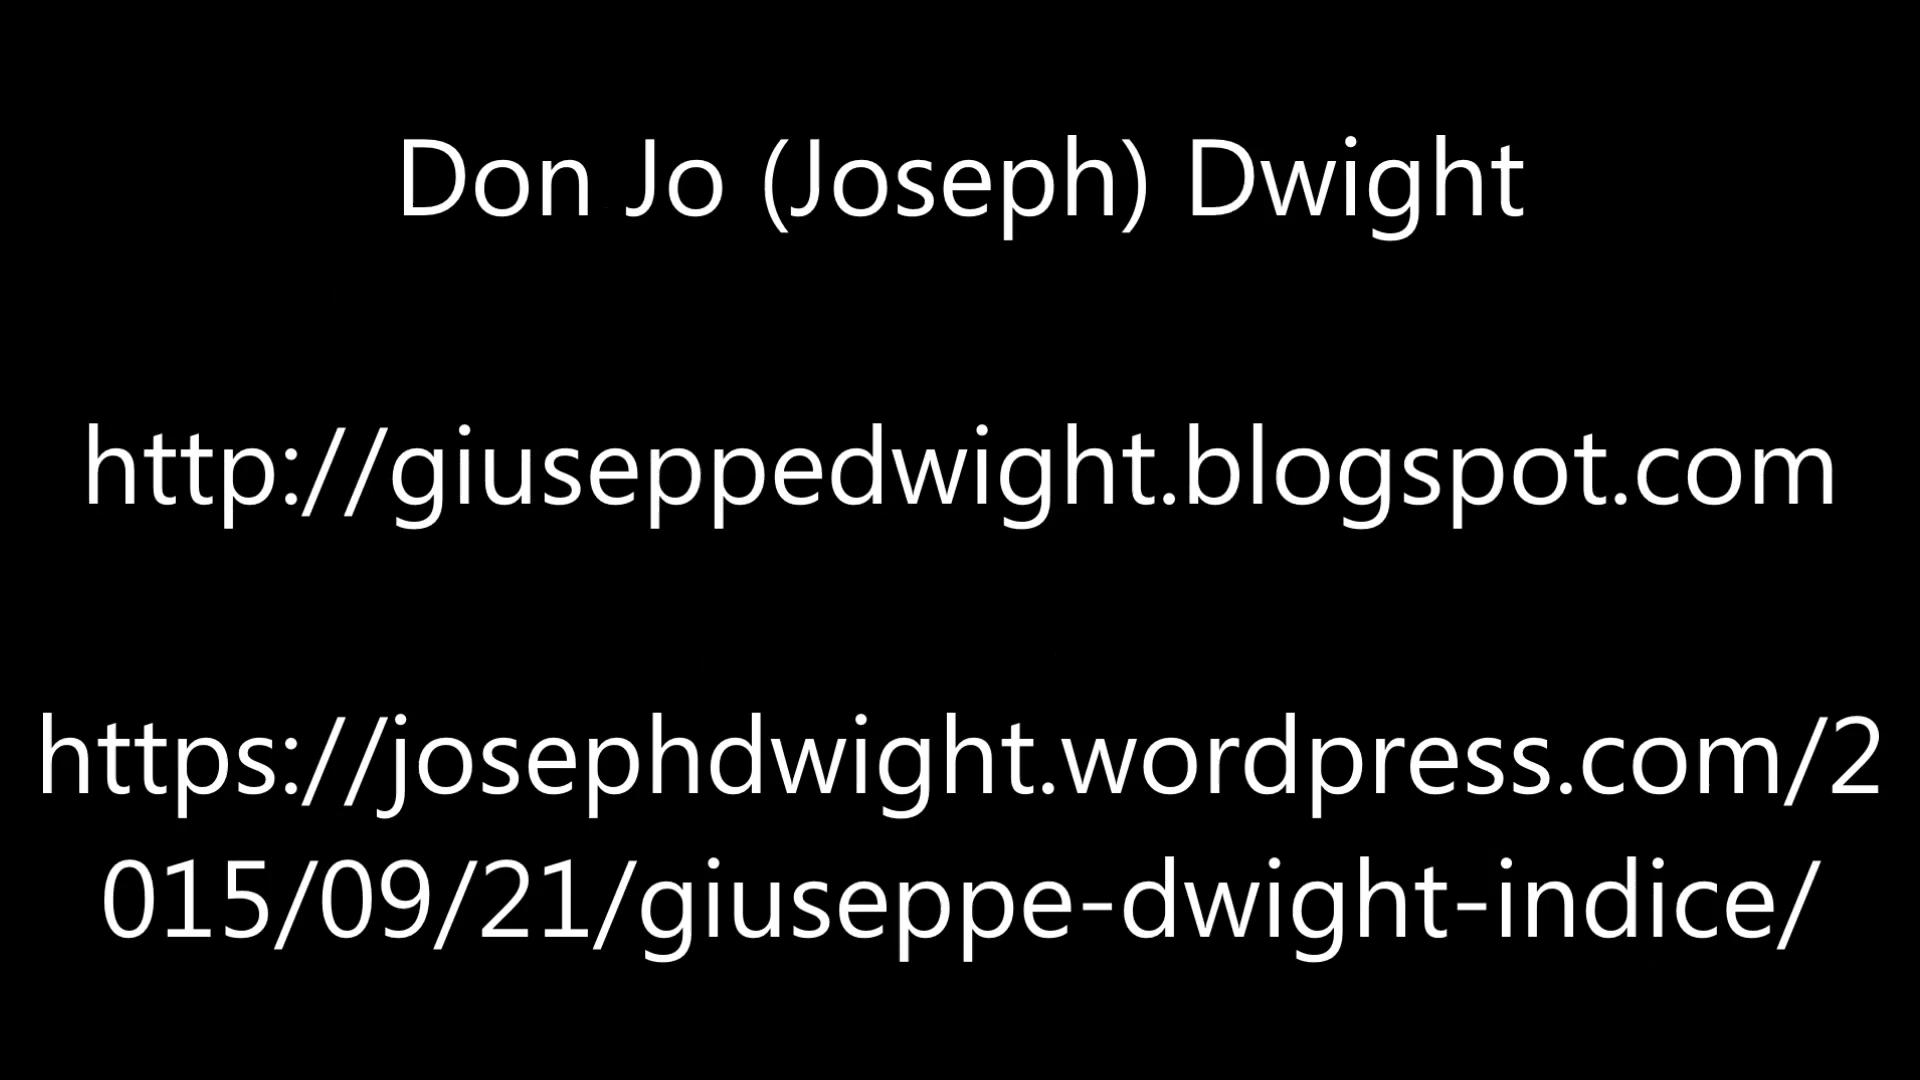 Don Jo (Joseph) Dwight
http://giuseppedwight.blogspot.com
https://josephdwight.wordpress.com/2
015/09/21/giuseppe-dwight-indice/